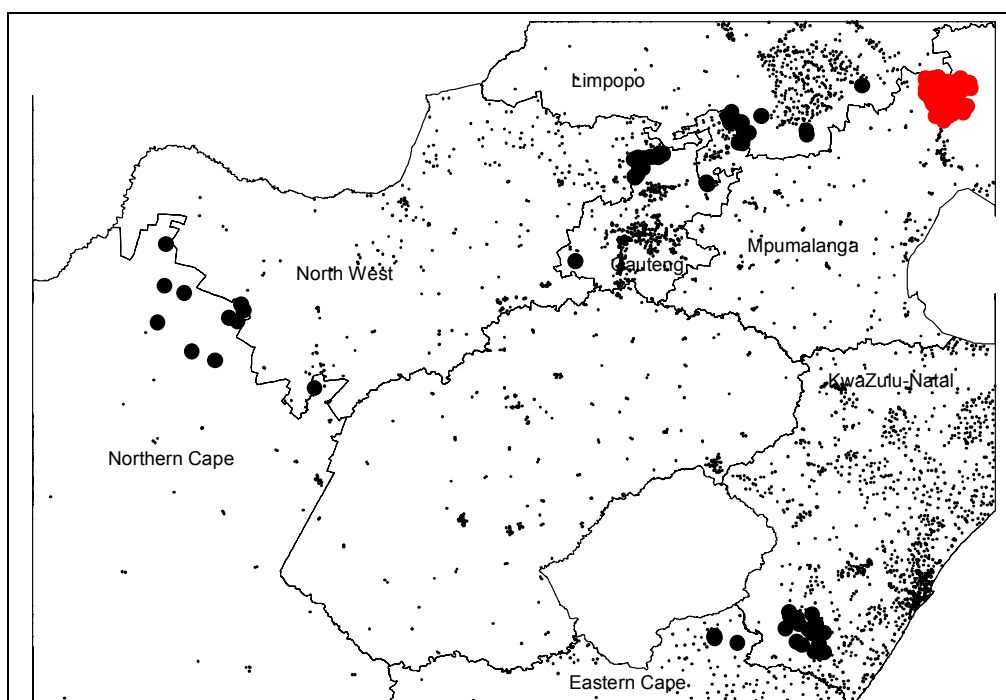 Limpopo
Mpumalanga
North West
Gauteng
KwaZulu-Natal
Northern Cape
Eastern Cape